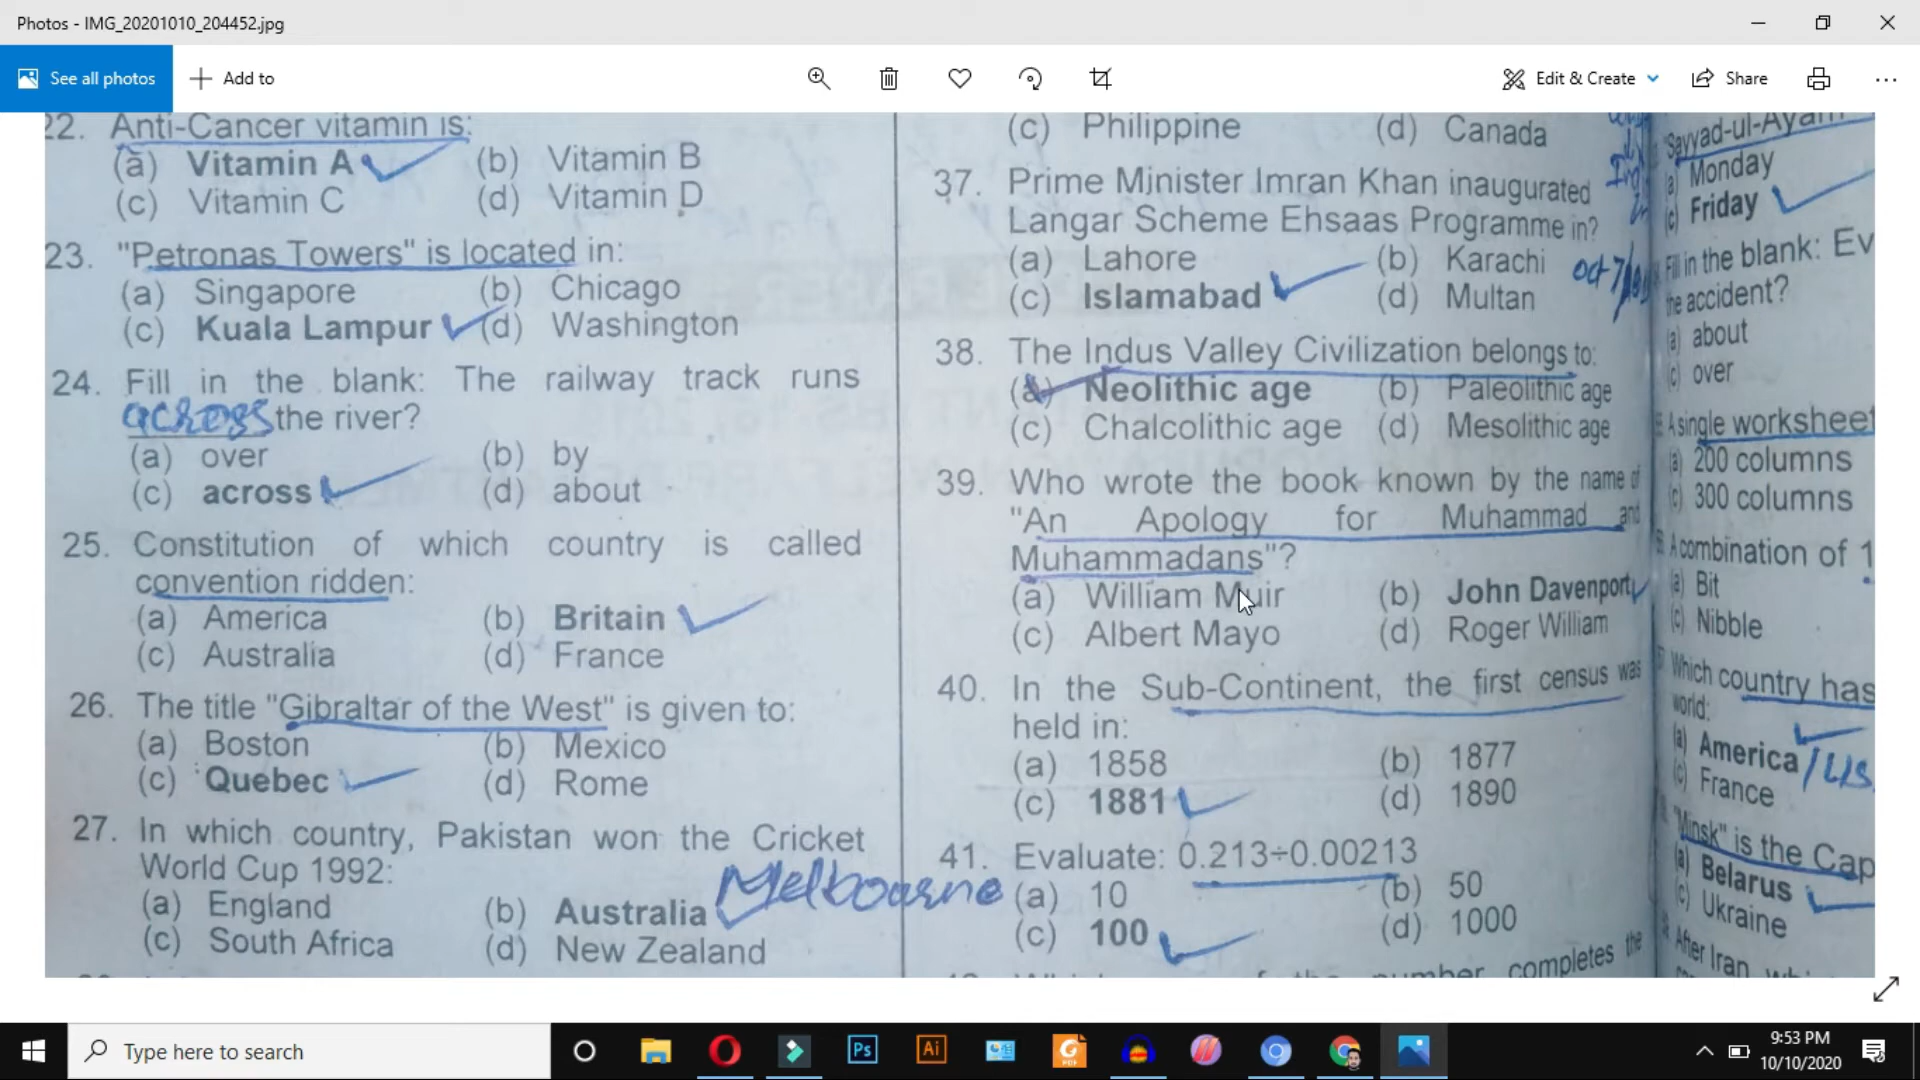 Photos - IMG_20201010_204452.jpg
See all photos
Add to
Edit & Create
Share
22. Anti-Cancer vitamin is:
(a) Vitamin A (b) Vitamin B
(c) Vitamin C (d) Vitamin D
23. "Petronas Towers" is located in:
(a) Singapore (b) Chicago
(c) Kuala Lampur (d) Washington
24. Fill in the blank: The railway track runs
across the river?
(a) over (b) by
(c) across (d) about
25. Constitution of which country is called
convention ridden:
(a) America (b) Britain
(c) Australia (d) France
26. The title "Gibraltar of the West" is given to:
(a) Boston (b) Mexico
(c) Quebec (d) Rome
27. In which country, Pakistan won the Cricket
World Cup 1992:
Melbourne
(a) England (b) Australia
(c) South Africa (d) New Zealand
(c) Philippine (d) Canada
37. Prime Minister Imran Khan inaugurated
Langar Scheme Ehsaas Programme in?
(a) Lahore (b) Karachi
(c) Islamabad (d) Multan
38. The Indus Valley Civilization belongs to:
(a) Neolithic age (b) Paleolithic age
(c) Chalcolithic age (d) Mesolithic age
39. Who wrote the book known by the name of
"An Apology for Muhammad and
Muhammadans"?
(a) William Muir (b) John Davenport
(c) Albert Mayo (d) Roger William
40. In the Sub-Continent, the first census was
held in:
(a) 1858 (b) 1877
(c) 1881 (d) 1890
41. Evaluate: 0.213÷0.00213
(a) 10 (b) 50
(c) 100 (d) 1000
number completes the
"Sayyad-ul-Ayam
(a) Monday
(c) Friday
Fill in the blank: Ev
the accident?
(a) about
(c) over
A single worksheet
(a) 200 columns
(c) 300 columns
A combination of 1
(a) Bit
(c) Nibble
Which country has
world:
(a) America / US
(c) France
"Minsk" is the Cap
(a) Belarus
(c) Ukraine
After Iran,
Type here to search
Ps
Ai
9:53 PM
10/10/2020